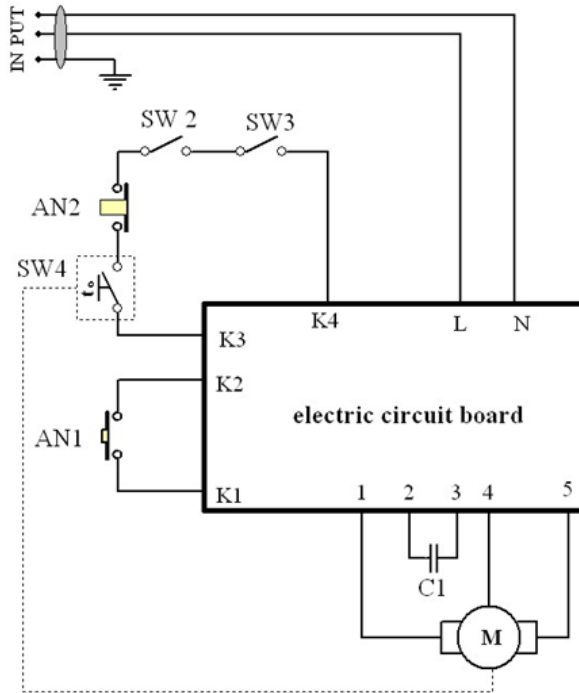 IN PUT
SW 2
SW3
AN2
SW4
t°
K3
K4
L
N
K2
electric circuit board
AN1
K1
1
2
3
4
5
C1
M